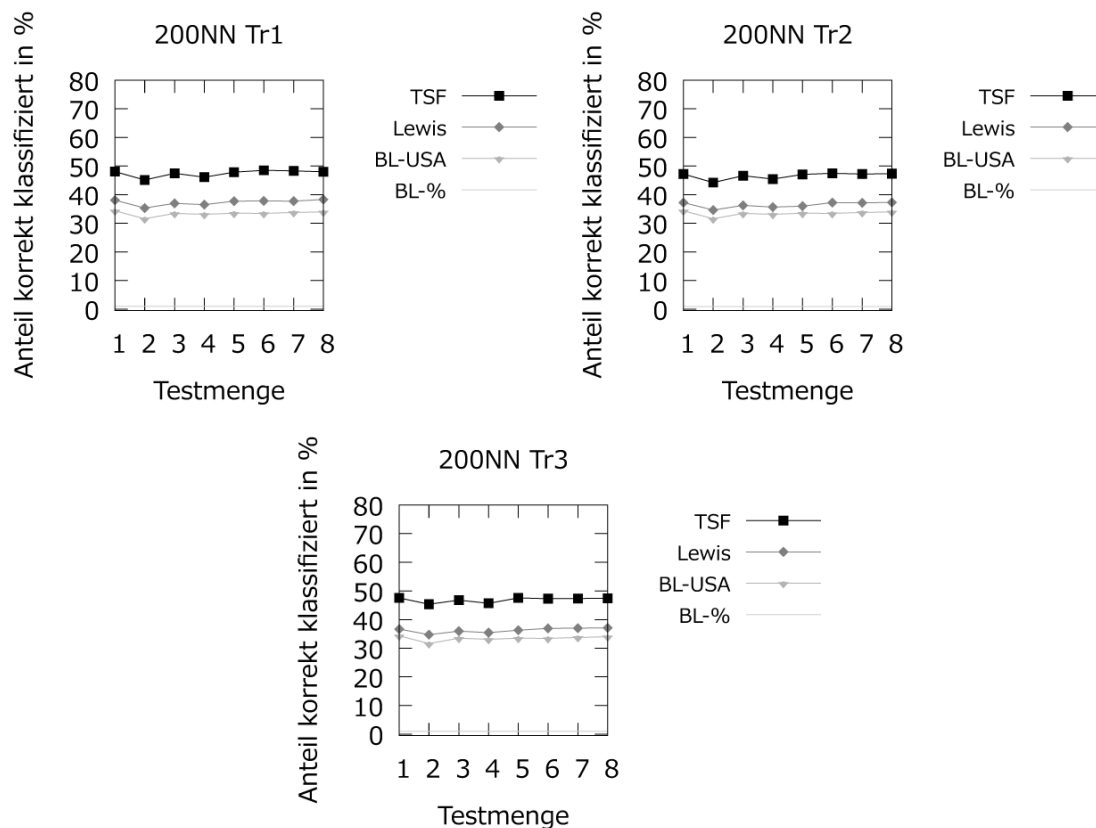 200NN Tr1
Anteil korrekt klassifiziert in %
80
70
60
50
40
30
20
10
0
1 2 3 4 5 6 7 8
Testmenge
TSF
Lewis
BL-USA
BL-%
200NN Tr2
Anteil korrekt klassifiziert in %
80
70
60
50
40
30
20
10
0
1 2 3 4 5 6 7 8
Testmenge
TSF
Lewis
BL-USA
BL-%
200NN Tr3
Anteil korrekt klassifiziert in %
80
70
60
50
40
30
20
10
0
1 2 3 4 5 6 7 8
Testmenge
TSF
Lewis
BL-USA
BL-%